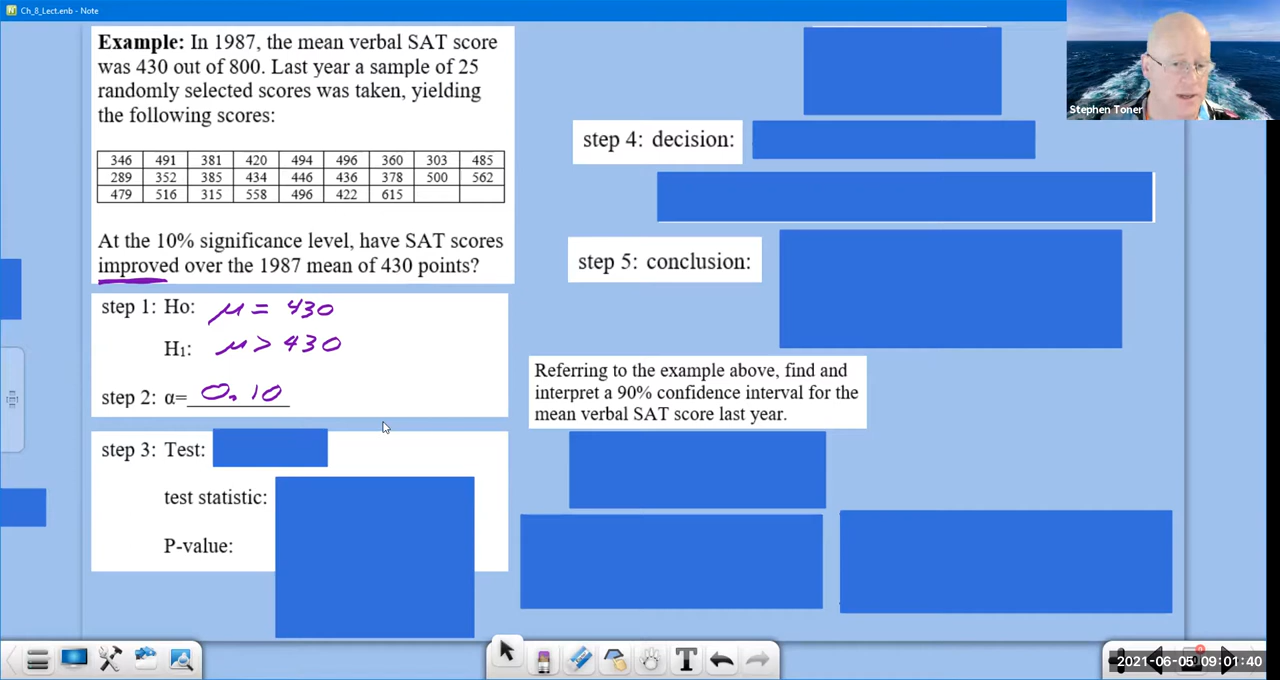 Ch_8_Lect.enb - Note
Example: In 1987, the mean verbal SAT score
was 430 out of 800. Last year a sample of 25
randomly selected scores was taken, yielding
the following scores:
346 491 381 420 494 496 360 303 485
289 352 385 434 446 436 378 500 562
479 516 315 558 496 422 615
At the 10% significance level, have SAT scores
improved over the 1987 mean of 430 points?
step 1: Ho: μ = 430
H1: μ > 430
step 2: α= 0.10
step 3: Test:
test statistic:
P-value:
step 4: decision:
step 5: conclusion:
Referring to the example above, find and
interpret a 90% confidence interval for the
mean verbal SAT score last year.
Stephen Toner
T
2021-06-05 09:01:40